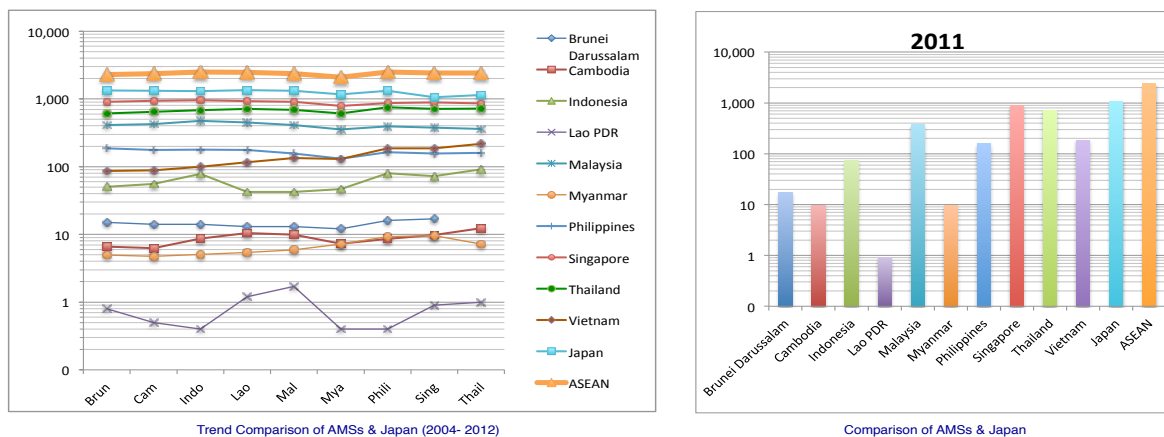 10,000
1,000
100
10
1
0
Brun
Cam
Indo
Lao
Mal
Mya
Phili
Sing
Thail
Brunei
Darussalam
Cambodia
Indonesia
Lao PDR
Malaysia
Myanmar
Philippines
Singapore
Thailand
Vietnam
Japan
ASEAN
Trend Comparison of AMSs & Japan (2004- 2012)
2011
10,000
1,000
100
10
1
0
Brunei Darussalam
Cambodia
Indonesia
Lao PDR
Malaysia
Myanmar
Philippines
Singapore
Thailand
Vietnam
Japan
ASEAN
Comparison of AMSs & Japan